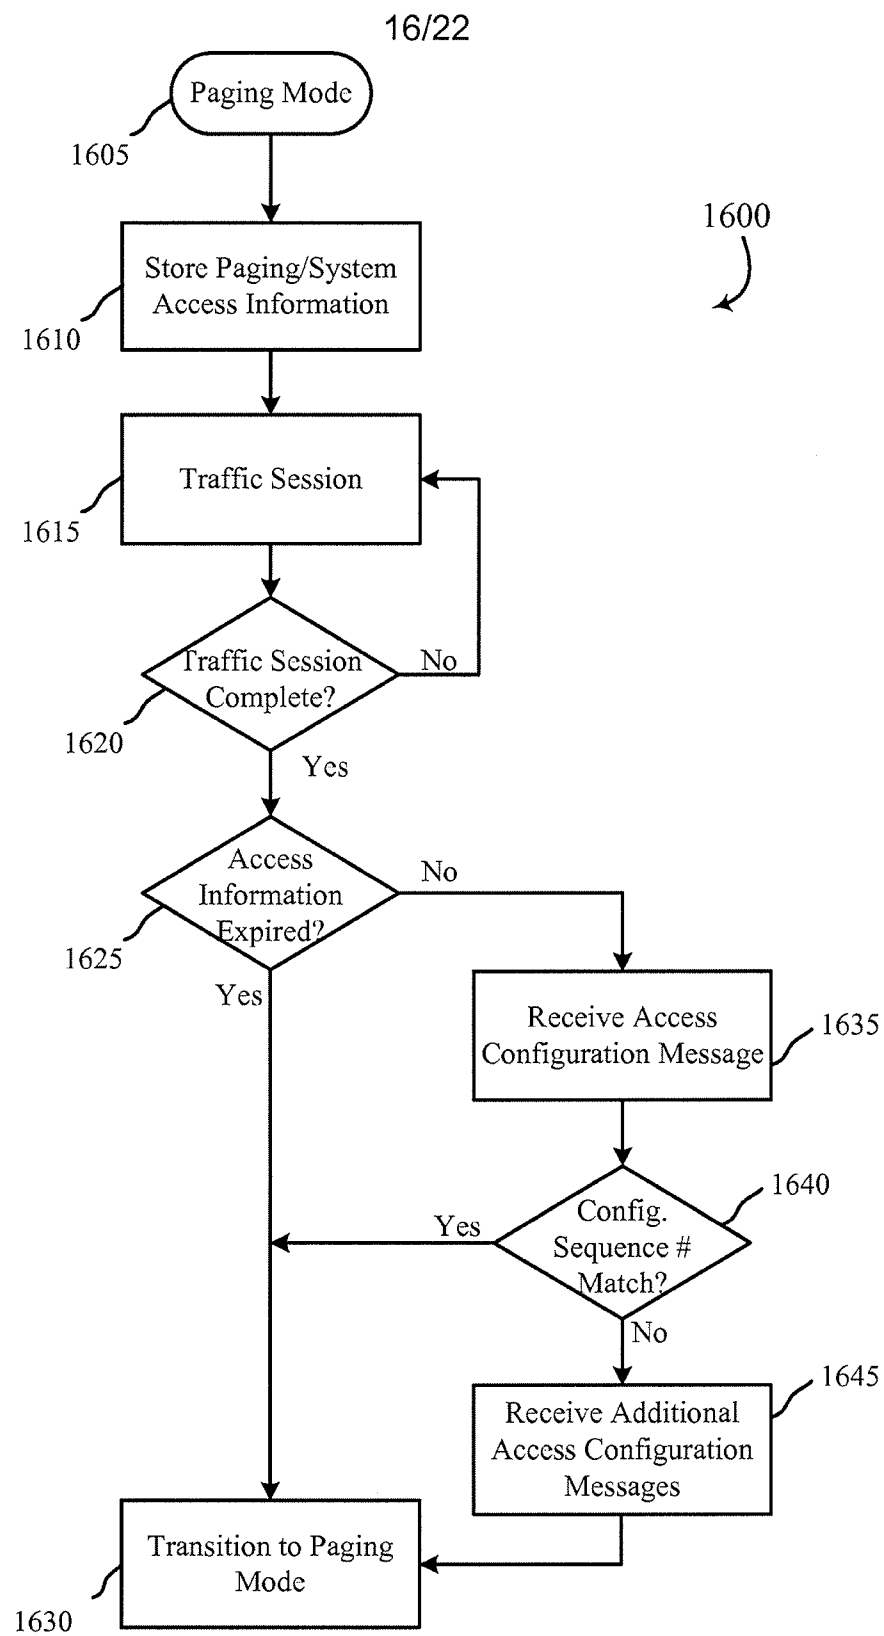 16/22
Paging Mode
1605
1600
Store Paging/System
Access Information
1610
Traffic Session
1615
Traffic Session
Complete?
No
1620
Yes
Access
Information
Expired?
No
1625
Yes
Receive Access
Configuration Message
1635
Config.
Sequence #
Match?
1640
Yes
No
Receive Additional
Access Configuration
Messages
1645
Transition to Paging
Mode
1630